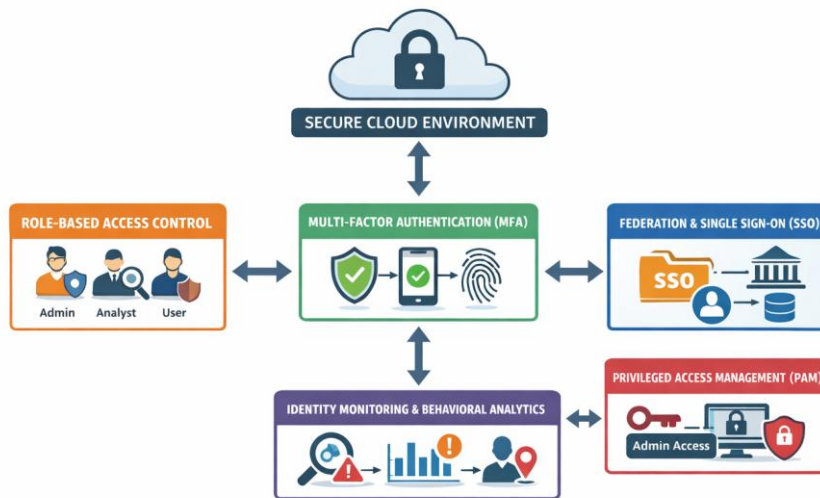 SECURE CLOUD ENVIRONMENT
ROLE-BASED ACCESS CONTROL
Admin Analyst User
MULTI-FACTOR AUTHENTICATION (MFA)
FEDERATION & SINGLE SIGN-ON (SSO)
SSO
IDENTITY MONITORING & BEHAVIORAL ANALYTICS
PRIVILEGED ACCESS MANAGEMENT (PAM)
Admin Access